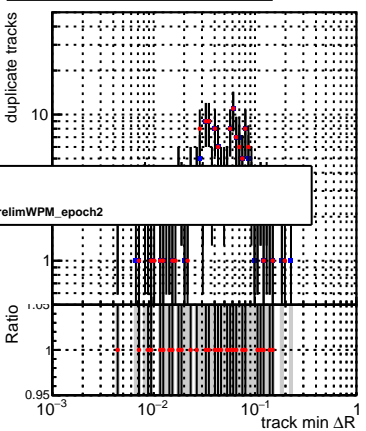 duplicate tracks
10
relimWPM_epoch2
1
1.05
Ratio
1
0.95
10⁻³ 10⁻² 10⁻¹ 1
track min ΔR